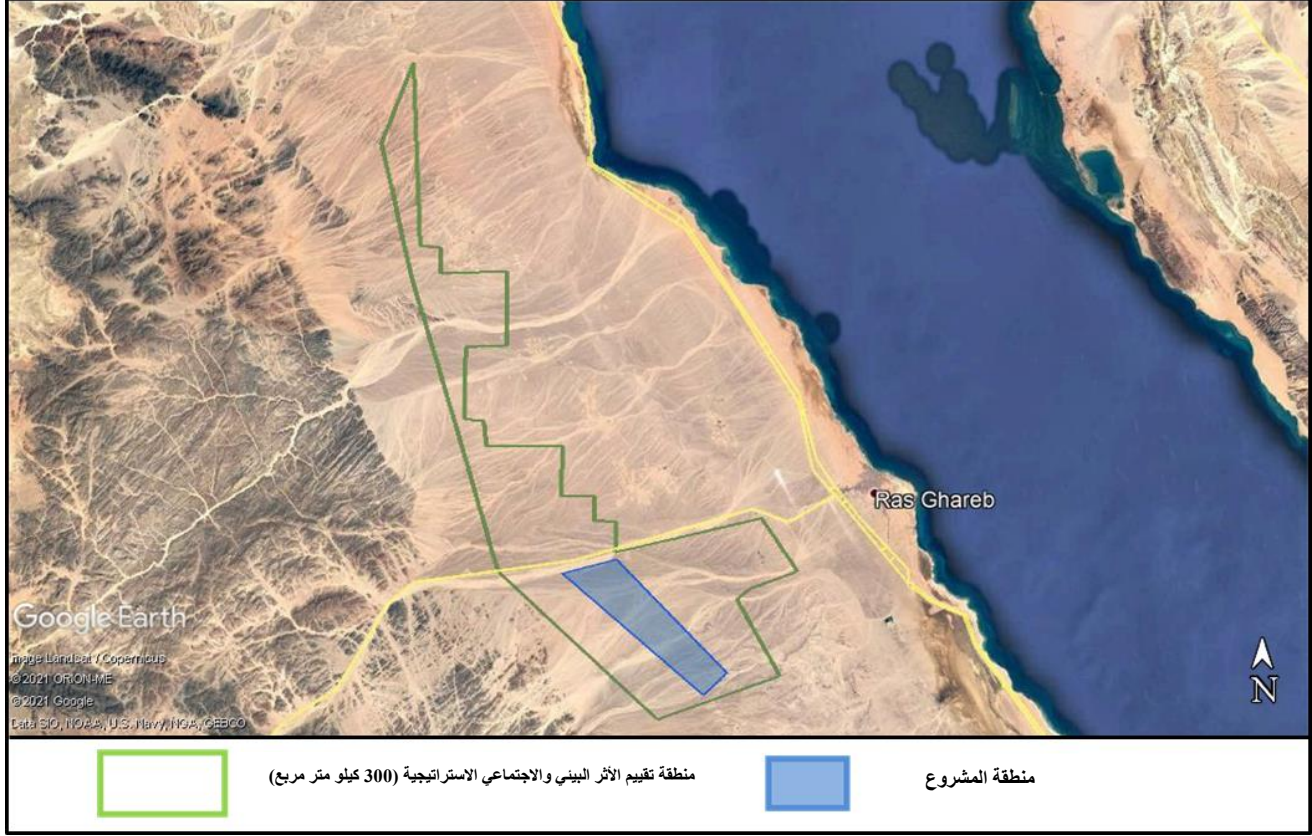 Ras Ghareb
Google Earth
Image Landsat / Copernicus
©2021 ORION-ME
©2021 Google
Data SIO, NOAA, U.S. Navy, NGA, GEBCO
N
منطقة المشروع
منطقة تقييم الأثر البيئي والاجتماعي الاستراتيجية (300 كيلو متر مربع)